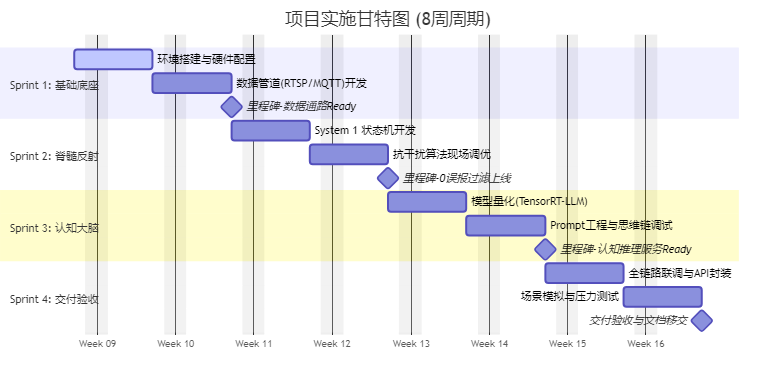 项目实施甘特图 (8周周期)
环境搭建与硬件配置
Sprint 1: 基础底座
数据管道(RTSP/MQTT)开发
里程碑-数据通路Ready
System 1 状态机开发
Sprint 2: 脊髓反射
抗干扰算法现场调优
里程碑-0误报过滤上线
模型量化(TensorRT-LLM)
Sprint 3: 认知大脑
Prompt工程与思维链调试
里程碑-认知推理服务Ready
全链路联调与API封装
Sprint 4: 交付验收
场景模拟与压力测试
交付验收与文档移交
Week 09 Week 10 Week 11 Week 12 Week 13 Week 14 Week 15 Week 16